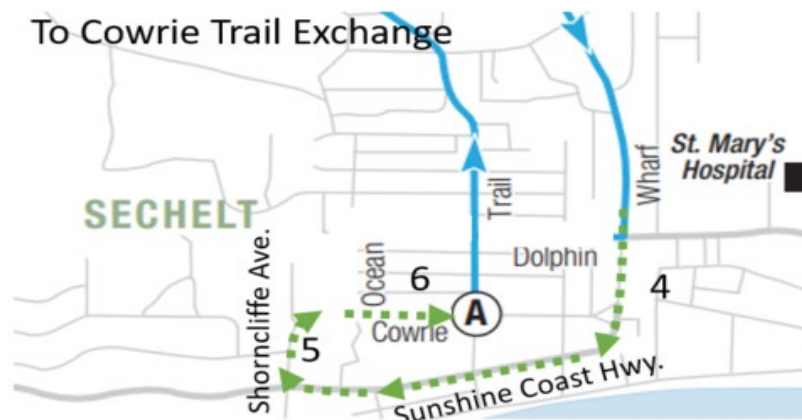 To Cowrie Trail Exchange
St. Mary's
Hospital
Wharf
Trail
SECHELT
Dolphin
Ocean
6
4
Shorncliffe Ave.
A
Cowrie
5
Sunshine Coast Hwy.